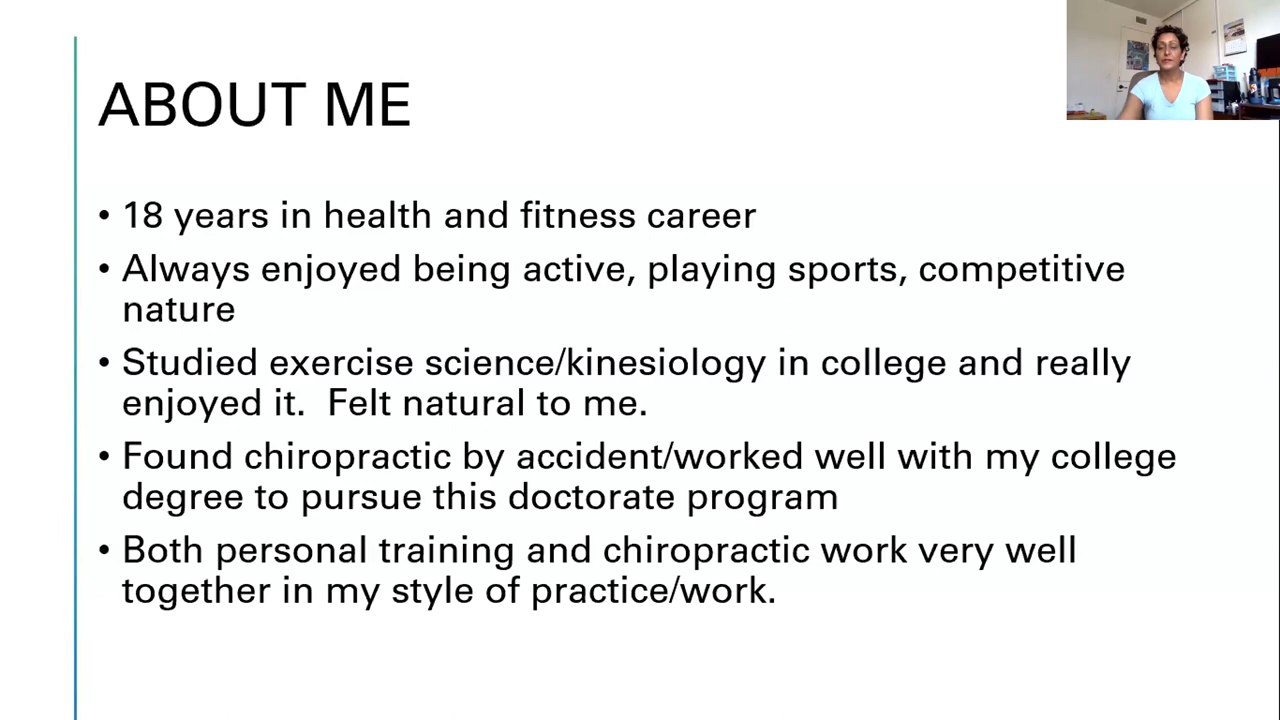 ABOUT ME
• 18 years in health and fitness career
• Always enjoyed being active, playing sports, competitive
nature
• Studied exercise science/kinesiology in college and really
enjoyed it.  Felt natural to me.
• Found chiropractic by accident/worked well with my college
degree to pursue this doctorate program
• Both personal training and chiropractic work very well
together in my style of practice/work.